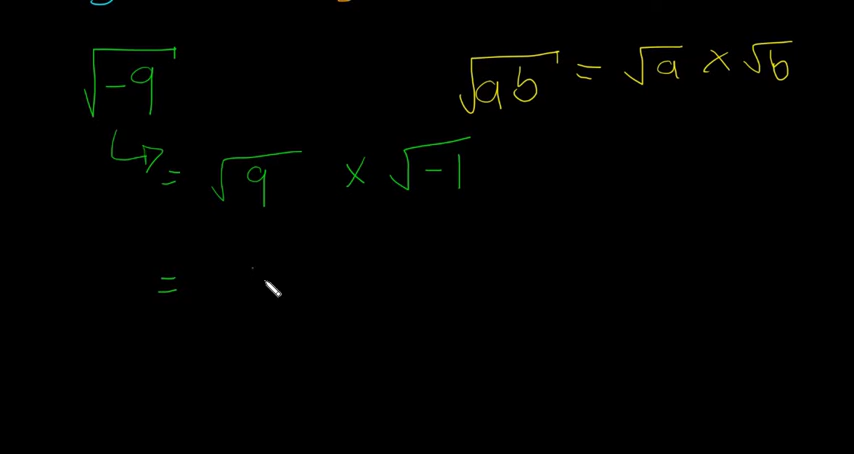 √-9
√ab = √a × √b
= √9 × √-1
=